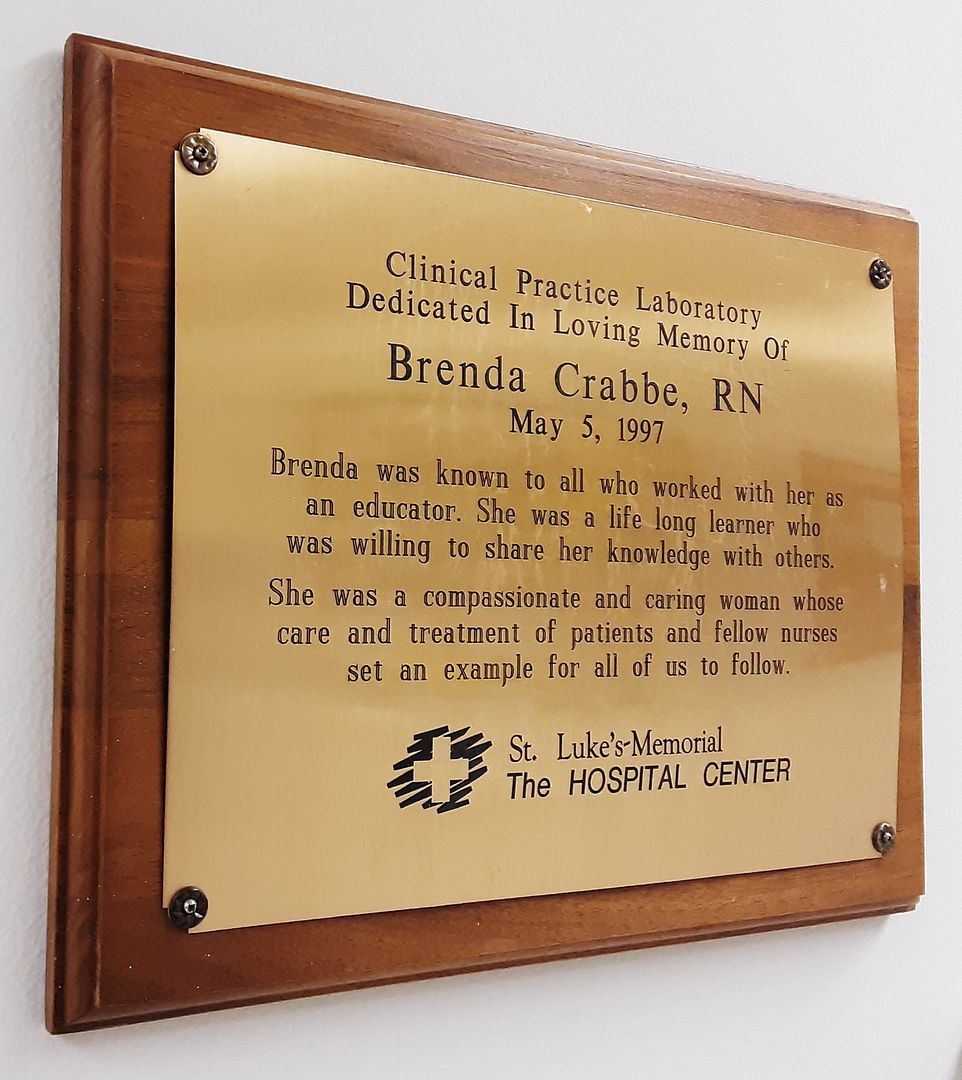 Clinical Practice Laboratory
Dedicated In Loving Memory Of
Brenda Crabbe, RN
May 5, 1997
Brenda was known to all who worked with her as
an educator. She was a life long learner who
was willing to share her knowledge with others.
She was a compassionate and caring woman whose
care and treatment of patients and fellow nurses
set an example for all of us to follow.
St. Luke's-Memorial
The HOSPITAL CENTER